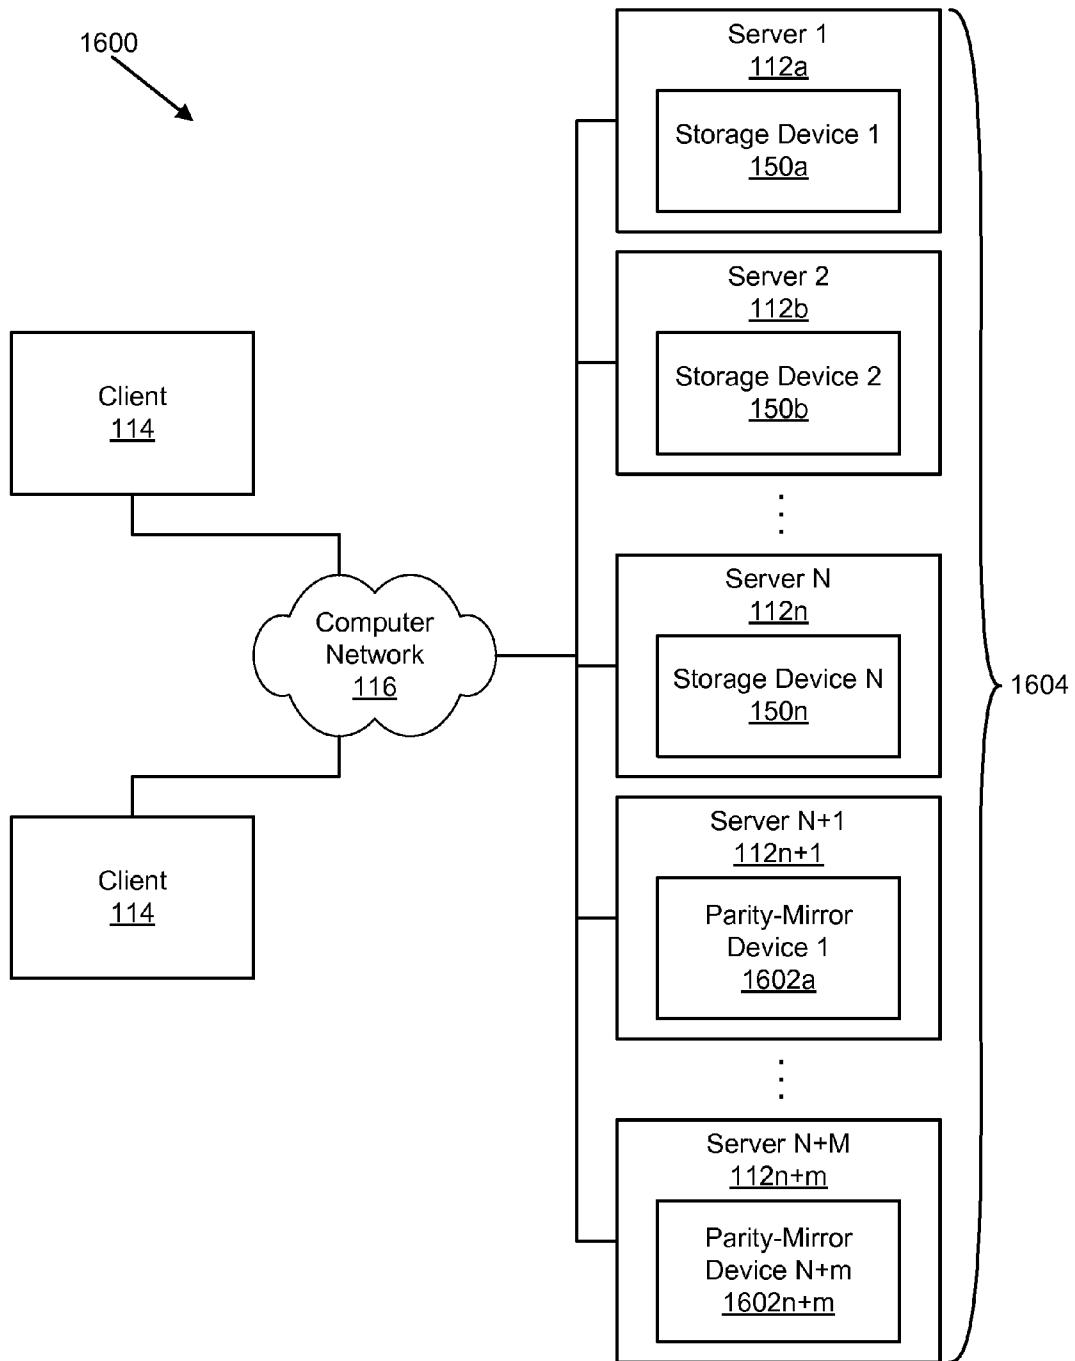 1600
Server 1
112a
Storage Device 1
150a
Server 2
112b
Storage Device 2
150b
Client
114
Server N
112n
Storage Device N
150n
Computer
Network
116
1604
Server N+1
112n+1
Parity-Mirror
Device 1
1602a
Client
114
Server N+M
112n+m
Parity-Mirror
Device N+m
1602n+m